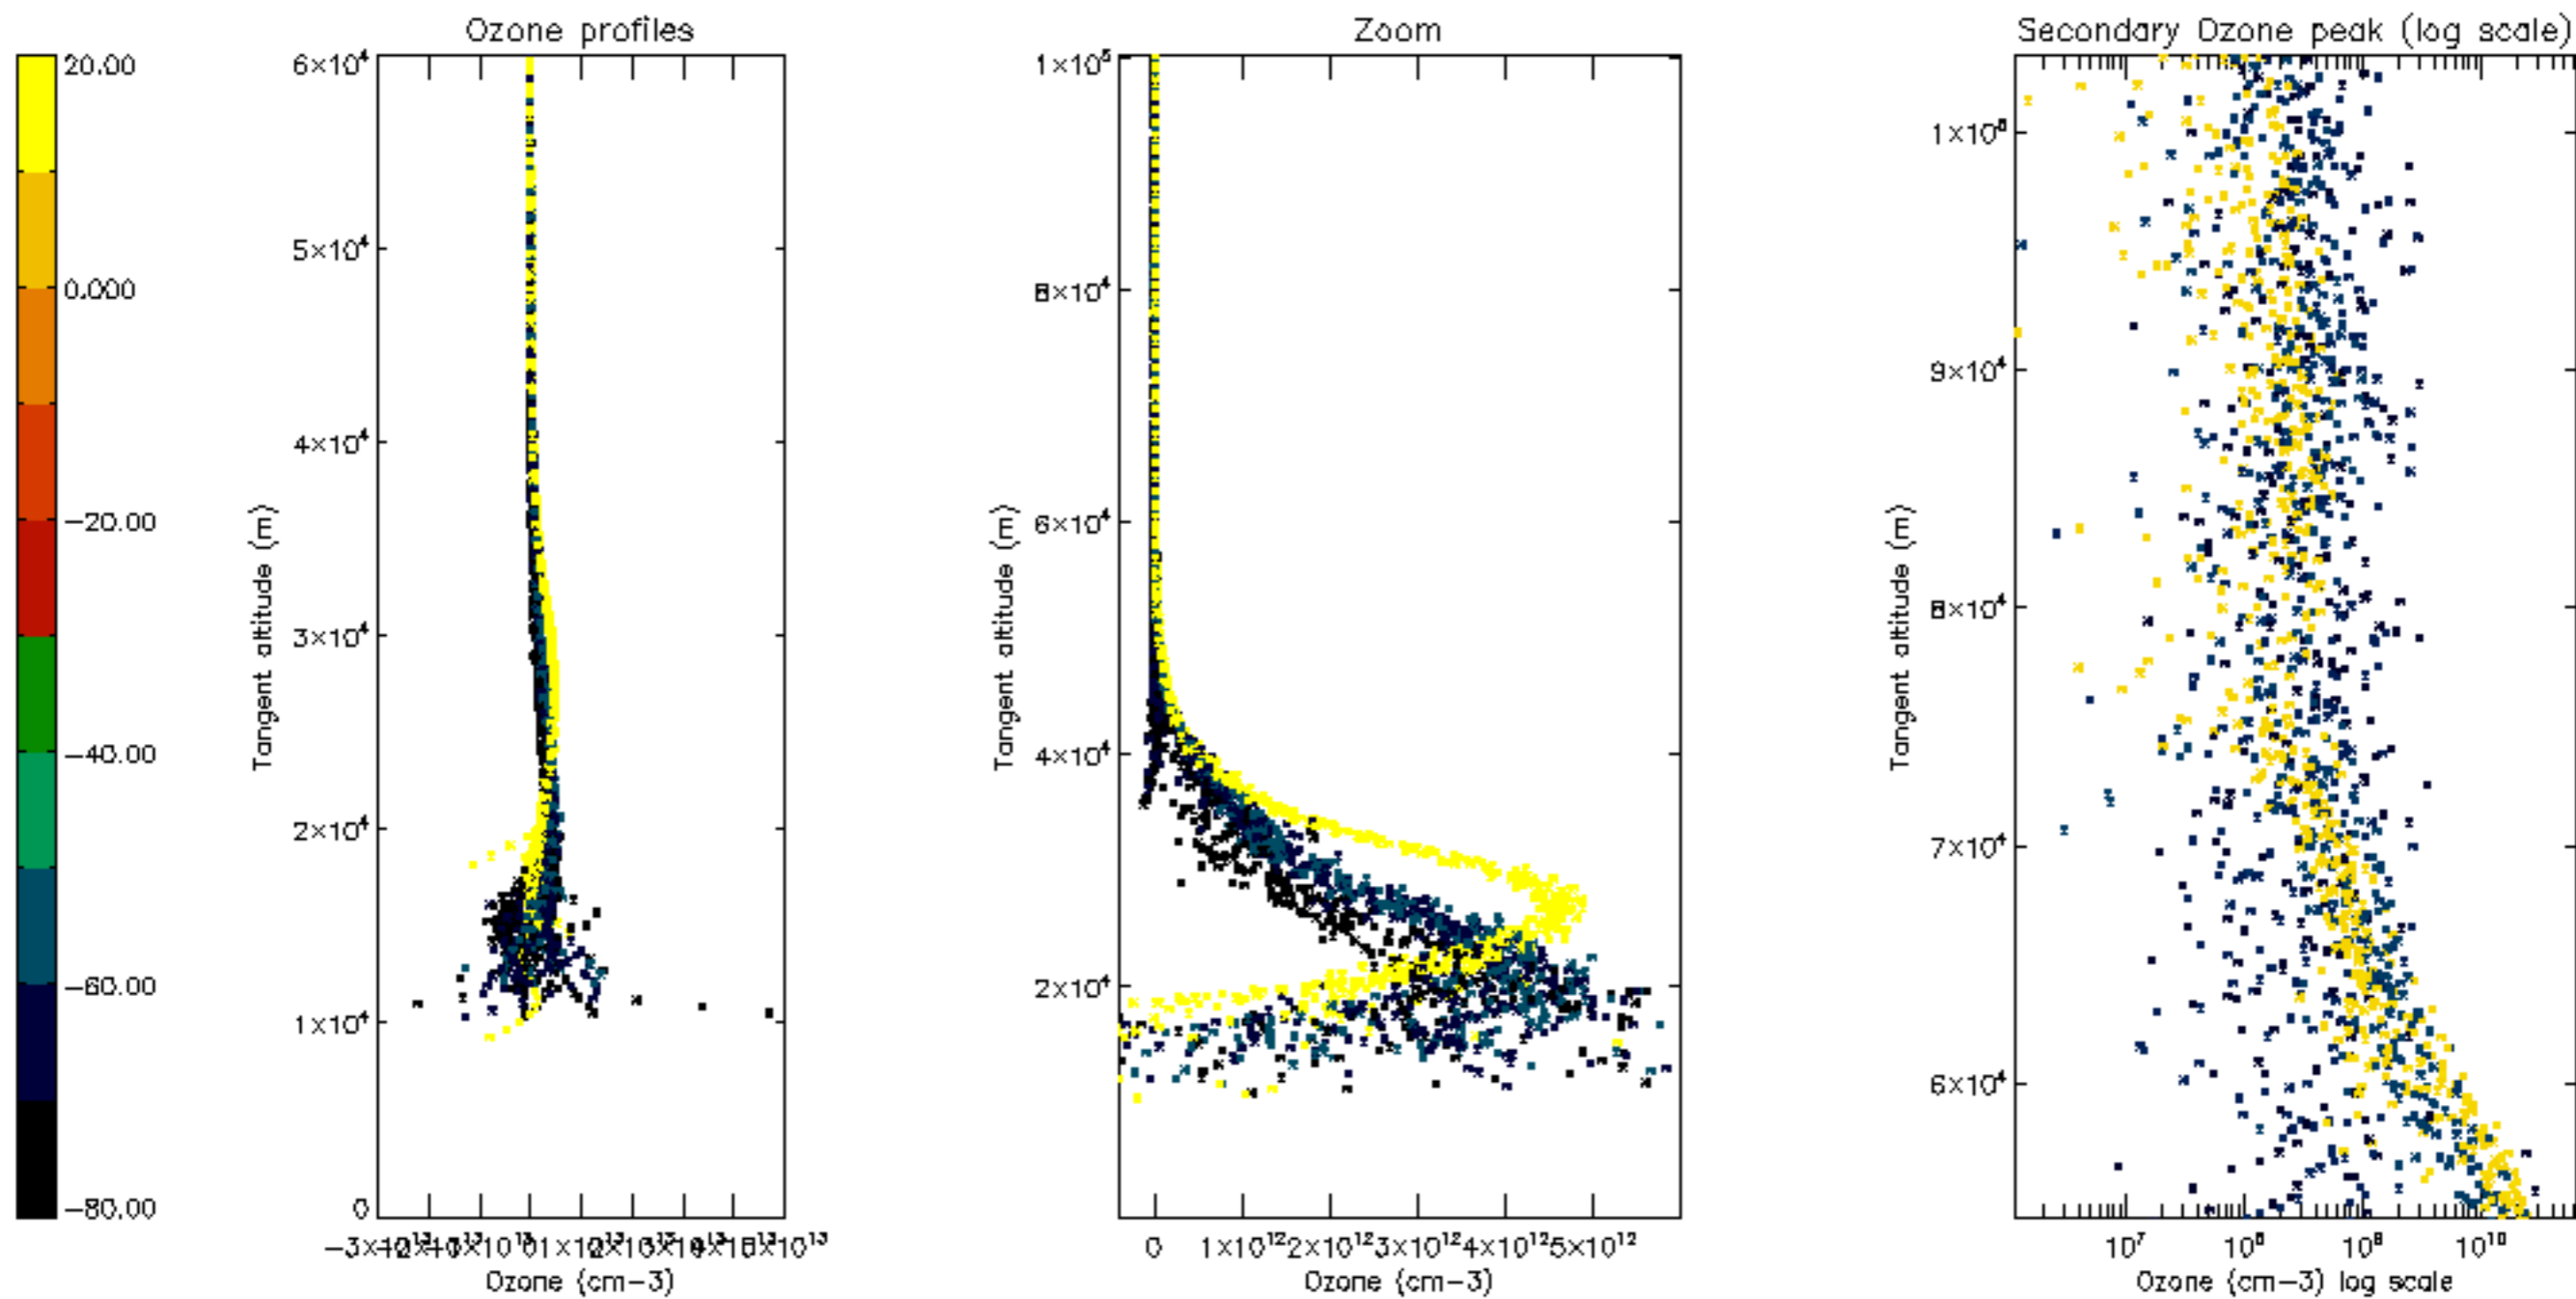 Ozone profiles
Zoom
Secondary Ozone peak (log scale)
20.00
0.000
−20.00
−40.00
−60.00
−80.00
6×10⁴
5×10⁴
4×10⁴
3×10⁴
2×10⁴
1×10⁴
0
Tangent altitude (m)
Ozone (cm−3)
1×10⁵
8×10⁴
6×10⁴
4×10⁴
2×10⁴
Tangent altitude (m)
0 1×10¹² 2×10¹² 3×10¹² 4×10¹² 5×10¹²
Ozone (cm−3)
9×10⁴
8×10⁴
7×10⁴
6×10⁴
Tangent altitude (m)
10⁷ 10⁸ 10⁹ 10¹⁰
Ozone (cm−3) log scale